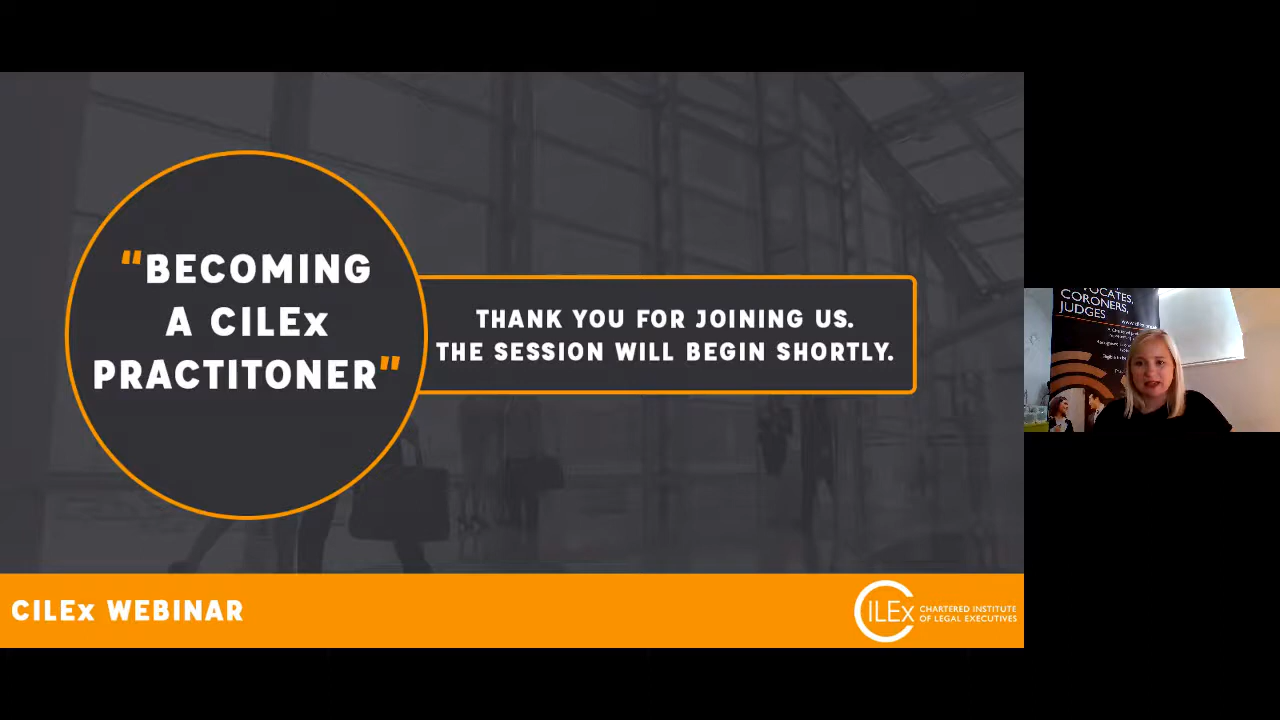 "BECOMING
A CILEx
PRACTITONER"
THANK YOU FOR JOINING US.
THE SESSION WILL BEGIN SHORTLY.
CILEx WEBINAR
CILEx
CHARTERED INSTITUTE
OF LEGAL EXECUTIVES
CORONERS,
JUDGES